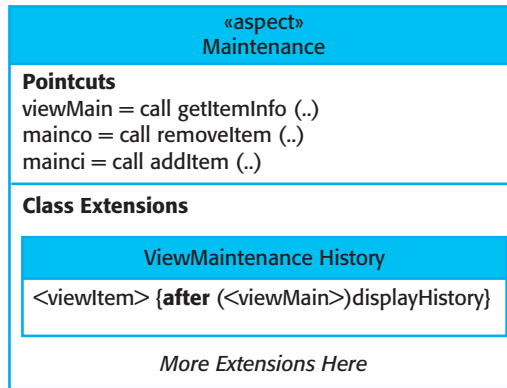 «aspect»
Maintenance
Pointcuts
viewMain = call getItemInfo (..)
mainco = call removeItem (..)
mainci = call addItem (..)
Class Extensions
ViewMaintenance History
<viewItem> {after (<viewMain>)displayHistory}
More Extensions Here